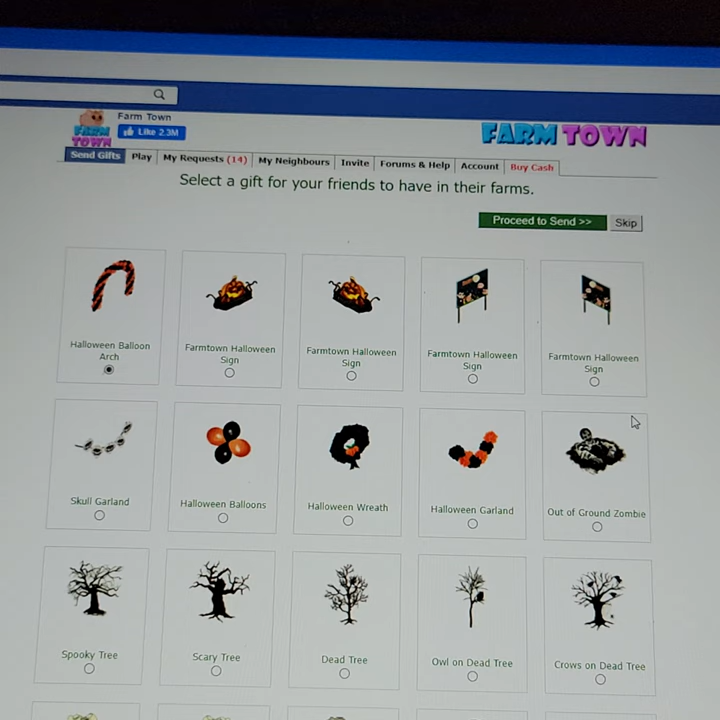 Farm Town
Like 2.3M
FARM
TOWN
FARM TOWN
Send Gifts Play My Requests (14) My Neighbours Invite Forums & Help Account Buy Cash
Select a gift for your friends to have in their farms.
Proceed to Send >> Skip
Halloween Balloon
Arch
Farmtown Halloween
Sign
Farmtown Halloween
Sign
Farmtown Halloween
Sign
Farmtown Halloween
Sign
Skull Garland
Halloween Balloons
Halloween Wreath
Halloween Garland
Out of Ground Zombie
Spooky Tree
Scary Tree
Dead Tree
Owl on Dead Tree
Crows on Dead Tree